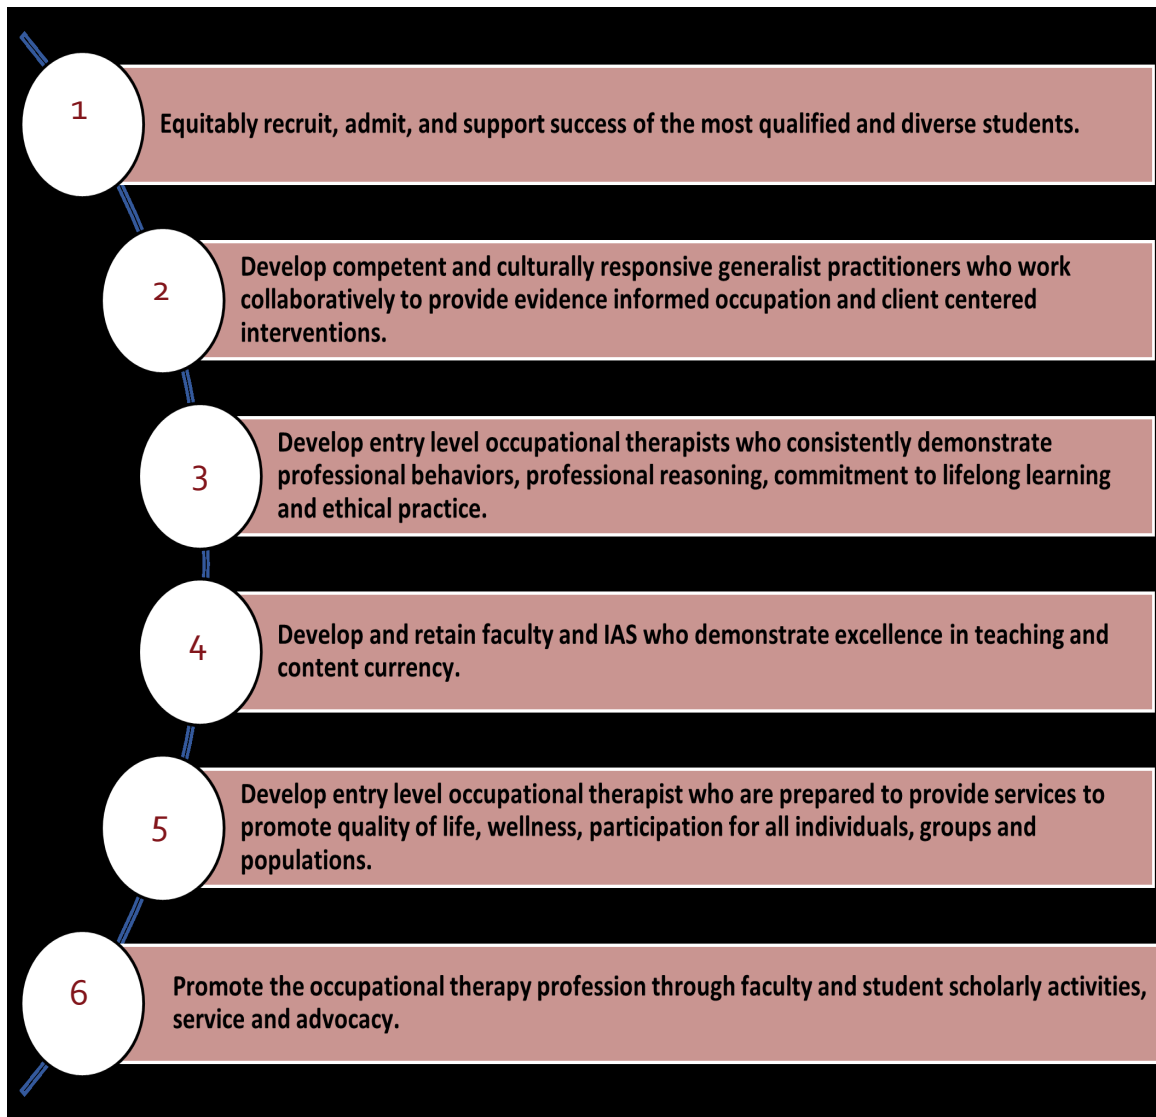 1
Equitably recruit, admit, and support success of the most qualified and diverse students.
2
Develop competent and culturally responsive generalist practitioners who work
collaboratively to provide evidence informed occupation and client centered
interventions.
3
Develop entry level occupational therapists who consistently demonstrate
professional behaviors, professional reasoning, commitment to lifelong learning
and ethical practice.
4
Develop and retain faculty and IAS who demonstrate excellence in teaching and
content currency.
5
Develop entry level occupational therapist who are prepared to provide services to
promote quality of life, wellness, participation for all individuals, groups and
populations.
6
Promote the occupational therapy profession through faculty and student scholarly activities,
service and advocacy.